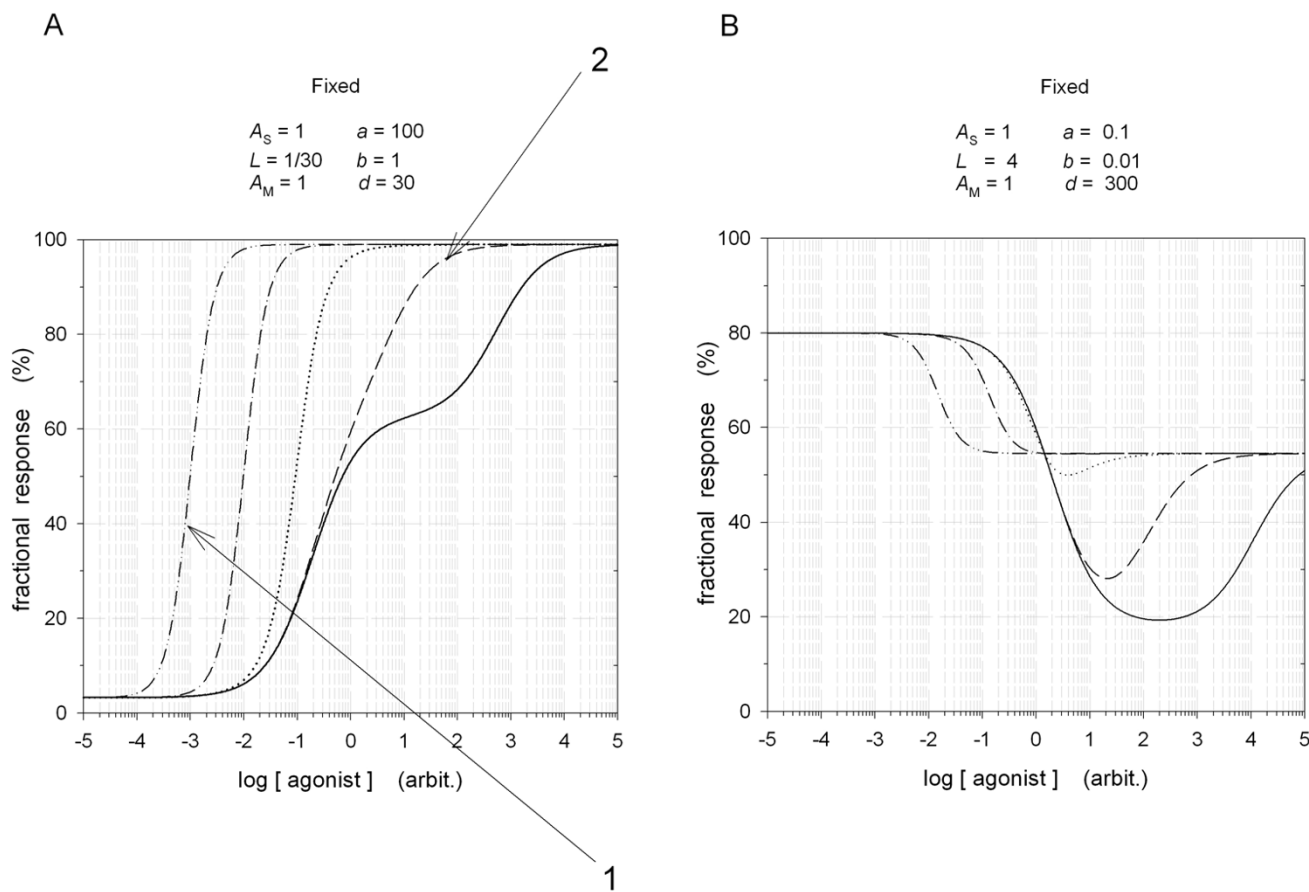 A
2
Fixed
A_S = 1 a = 100
L = 1/30 b = 1
A_M = 1 d = 30
100
80
60
40
20
0
fractional response (%)
-5 -4 -3 -2 -1 0 1 2 3 4 5
log [ agonist ] (arbit.)
1
B
Fixed
A_S = 1 a = 0.1
L = 4 b = 0.01
A_M = 1 d = 300
100
80
60
40
20
0
fractional response (%)
-5 -4 -3 -2 -1 0 1 2 3 4 5
log [ agonist ] (arbit.)